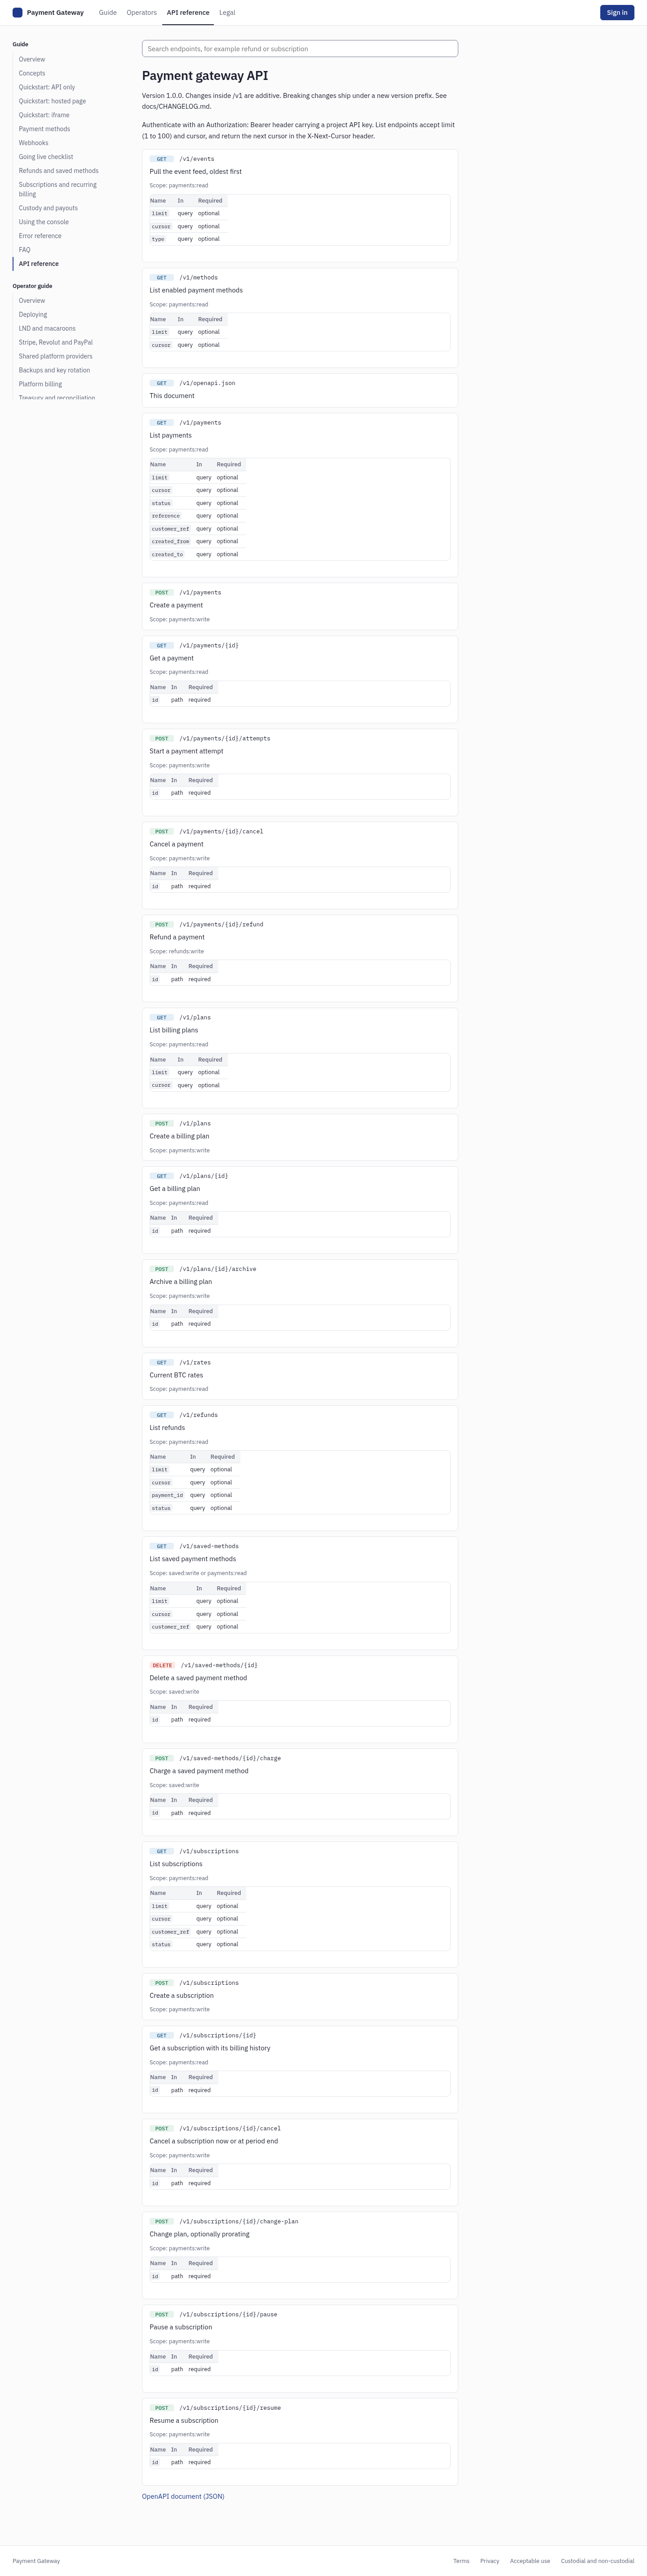 Payment Gateway
Guide
Operators
API reference
Legal
Sign in
Guide
Overview
Concepts
Quickstart: API only
Quickstart: hosted page
Quickstart: iframe
Payment methods
Webhooks
Going live checklist
Refunds and saved methods
Subscriptions and recurring
billing
Custody and payouts
Using the console
Error reference
FAQ
API reference
Operator guide
Overview
Deploying
LND and macaroons
Stripe, Revolut and PayPal
Shared platform providers
Backups and key rotation
Platform billing
Treasury and reconciliation
Search endpoints, for example refund or subscription
Payment gateway API
Version 1.0.0. Changes inside /v1 are additive. Breaking changes ship under a new version prefix. See
docs/CHANGELOG.md.
Authenticate with an Authorization: Bearer header carrying a project API key. List endpoints accept limit
(1 to 100) and cursor, and return the next cursor in the X-Next-Cursor header.
GET /v1/events
Pull the event feed, oldest first
Scope: payments:read
Name In Required
limit query optional
cursor query optional
type query optional
GET /v1/methods
List enabled payment methods
Scope: payments:read
Name In Required
limit query optional
cursor query optional
GET /v1/openapi.json
This document
GET /v1/payments
List payments
Scope: payments:read
Name In Required
limit query optional
cursor query optional
status query optional
reference query optional
customer_ref query optional
created_from query optional
created_to query optional
POST /v1/payments
Create a payment
Scope: payments:write
GET /v1/payments/{id}
Get a payment
Scope: payments:read
Name In Required
id path required
POST /v1/payments/{id}/attempts
Start a payment attempt
Scope: payments:write
Name In Required
id path required
POST /v1/payments/{id}/cancel
Cancel a payment
Scope: payments:write
Name In Required
id path required
POST /v1/payments/{id}/refund
Refund a payment
Scope: refunds:write
Name In Required
id path required
GET /v1/plans
List billing plans
Scope: payments:read
Name In Required
limit query optional
cursor query optional
POST /v1/plans
Create a billing plan
Scope: payments:write
GET /v1/plans/{id}
Get a billing plan
Scope: payments:read
Name In Required
id path required
POST /v1/plans/{id}/archive
Archive a billing plan
Scope: payments:write
Name In Required
id path required
GET /v1/rates
Current BTC rates
Scope: payments:read
GET /v1/refunds
List refunds
Scope: payments:read
Name In Required
limit query optional
cursor query optional
payment_id query optional
status query optional
GET /v1/saved-methods
List saved payment methods
Scope: saved:write or payments:read
Name In Required
limit query optional
cursor query optional
customer_ref query optional
DELETE /v1/saved-methods/{id}
Delete a saved payment method
Scope: saved:write
Name In Required
id path required
POST /v1/saved-methods/{id}/charge
Charge a saved payment method
Scope: saved:write
Name In Required
id path required
GET /v1/subscriptions
List subscriptions
Scope: payments:read
Name In Required
limit query optional
cursor query optional
customer_ref query optional
status query optional
POST /v1/subscriptions
Create a subscription
Scope: payments:write
GET /v1/subscriptions/{id}
Get a subscription with its billing history
Scope: payments:read
Name In Required
id path required
POST /v1/subscriptions/{id}/cancel
Cancel a subscription now or at period end
Scope: payments:write
Name In Required
id path required
POST /v1/subscriptions/{id}/change-plan
Change plan, optionally prorating
Scope: payments:write
Name In Required
id path required
POST /v1/subscriptions/{id}/pause
Pause a subscription
Scope: payments:write
Name In Required
id path required
POST /v1/subscriptions/{id}/resume
Resume a subscription
Scope: payments:write
Name In Required
id path required
OpenAPI document (JSON)
Payment Gateway
Terms
Privacy
Acceptable use
Custodial and non-custodial